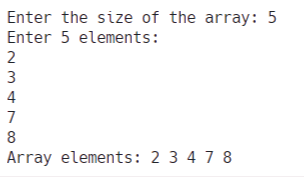 Enter the size of the array: 5
Enter 5 elements:
2
3
4
7
8
Array elements: 2 3 4 7 8